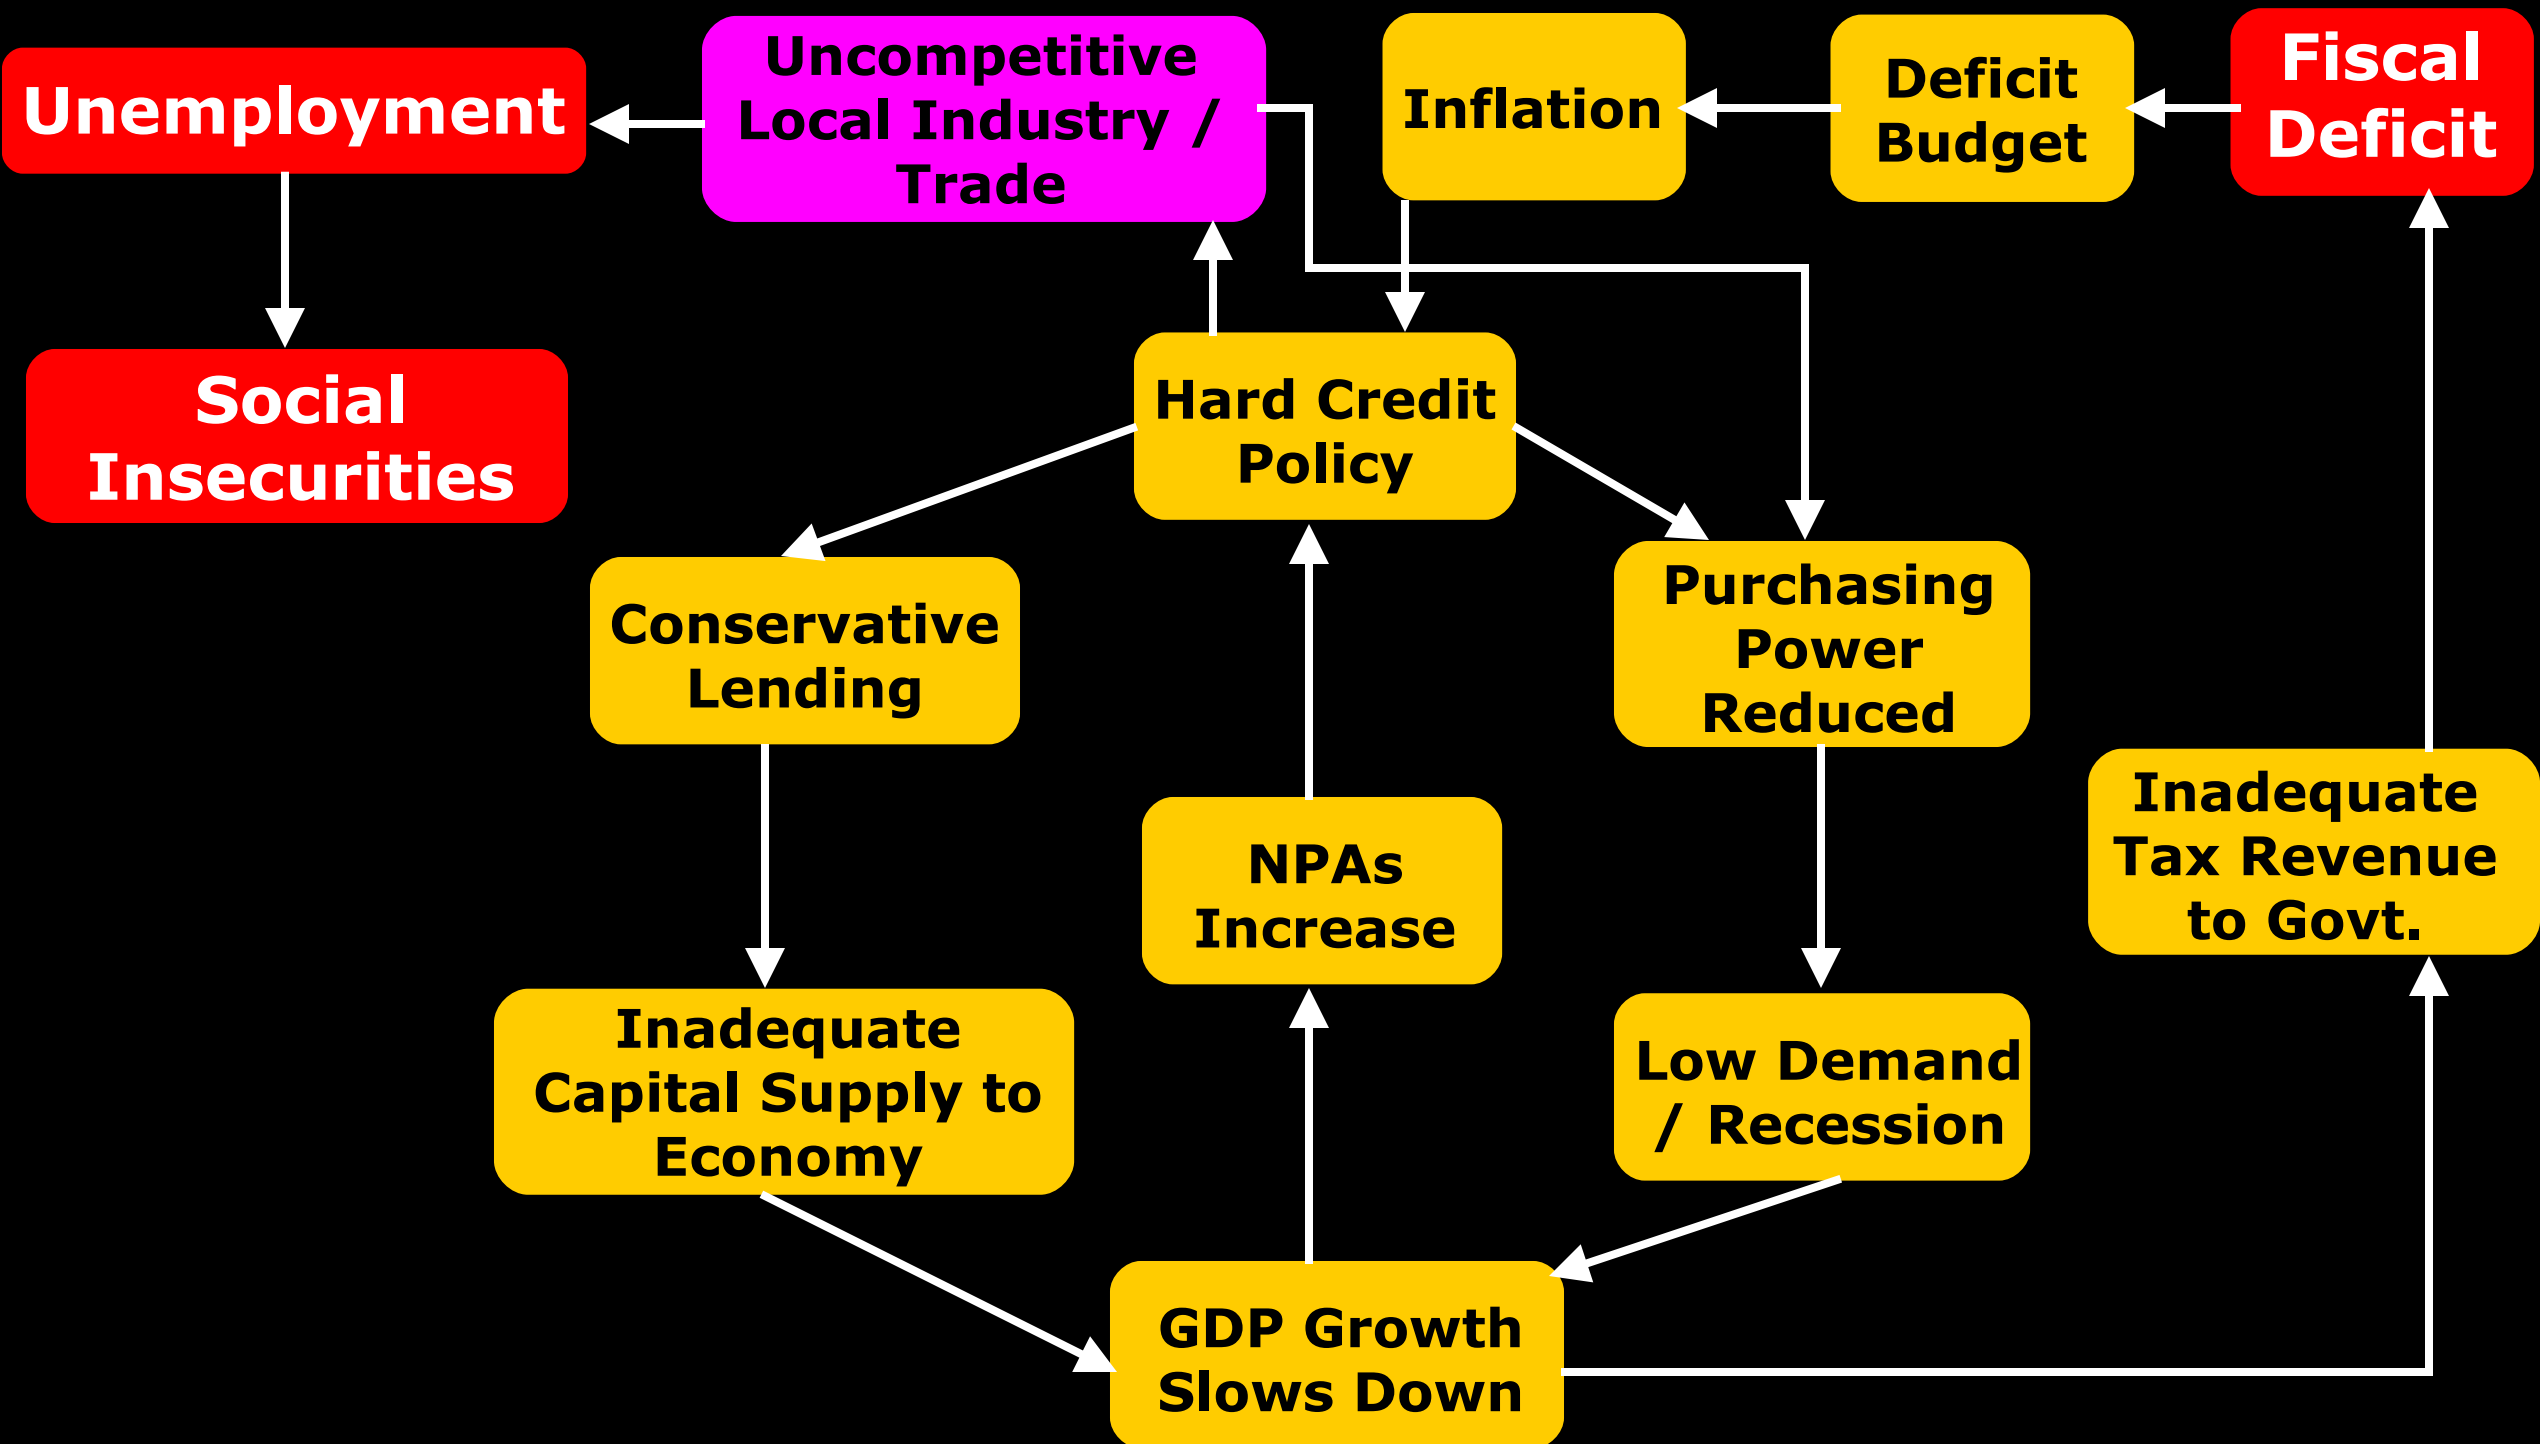 Unemployment
Uncompetitive
Local Industry /
Trade
Inflation
Deficit
Budget
Fiscal
Deficit
Social
Insecurities
Hard Credit
Policy
Conservative
Lending
Purchasing
Power
Reduced
NPAs
Increase
Inadequate
Tax Revenue
to Govt.
Inadequate
Capital Supply to
Economy
Low Demand
/ Recession
GDP Growth
Slows Down